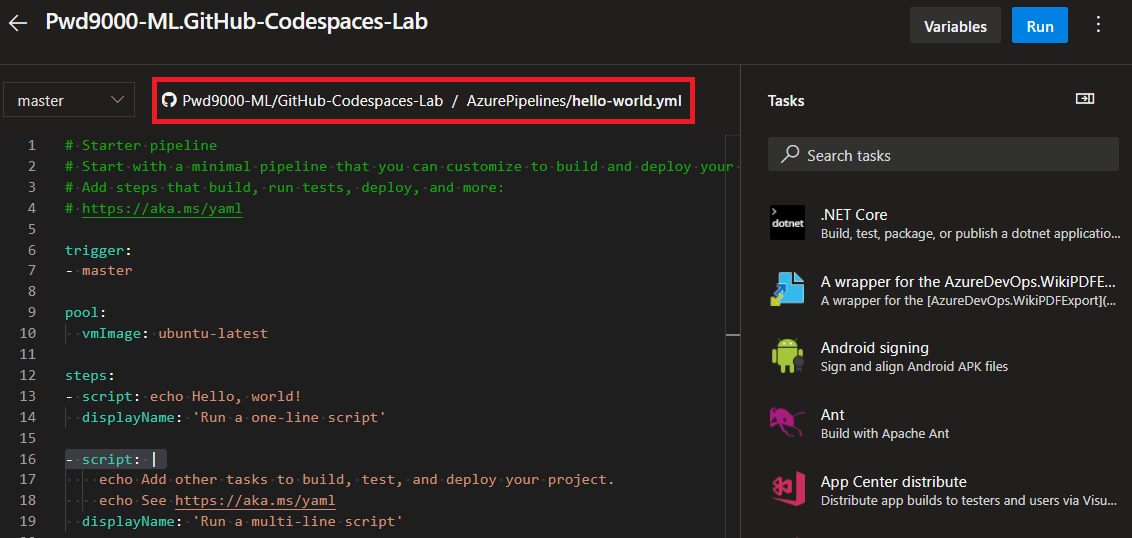 Pwd9000-ML.GitHub-Codespaces-Lab
Variables
Run
master
Pwd9000-ML/GitHub-Codespaces-Lab / AzurePipelines/hello-world.yml
1 # Starter pipeline
2 # Start with a minimal pipeline that you can customize to build and deploy your
3 # Add steps that build, run tests, deploy, and more:
4 # https://aka.ms/yaml
5
6 trigger:
7 - master
8
9 pool:
10   vmImage: ubuntu-latest
11
12 steps:
13 - script: echo Hello, world!
14   displayName: 'Run a one-line script'
15
16 - script: |
17     echo Add other tasks to build, test, and deploy your project.
18     echo See https://aka.ms/yaml
19   displayName: 'Run a multi-line script'
Tasks
Search tasks
dotnet
.NET Core
Build, test, package, or publish a dotnet applicatio...
A wrapper for the AzureDevOps.WikiPDFE...
A wrapper for the [AzureDevOps.WikiPDFExport](...
Android signing
Sign and align Android APK files
Ant
Build with Apache Ant
App Center distribute
Distribute app builds to testers and users via Visu...